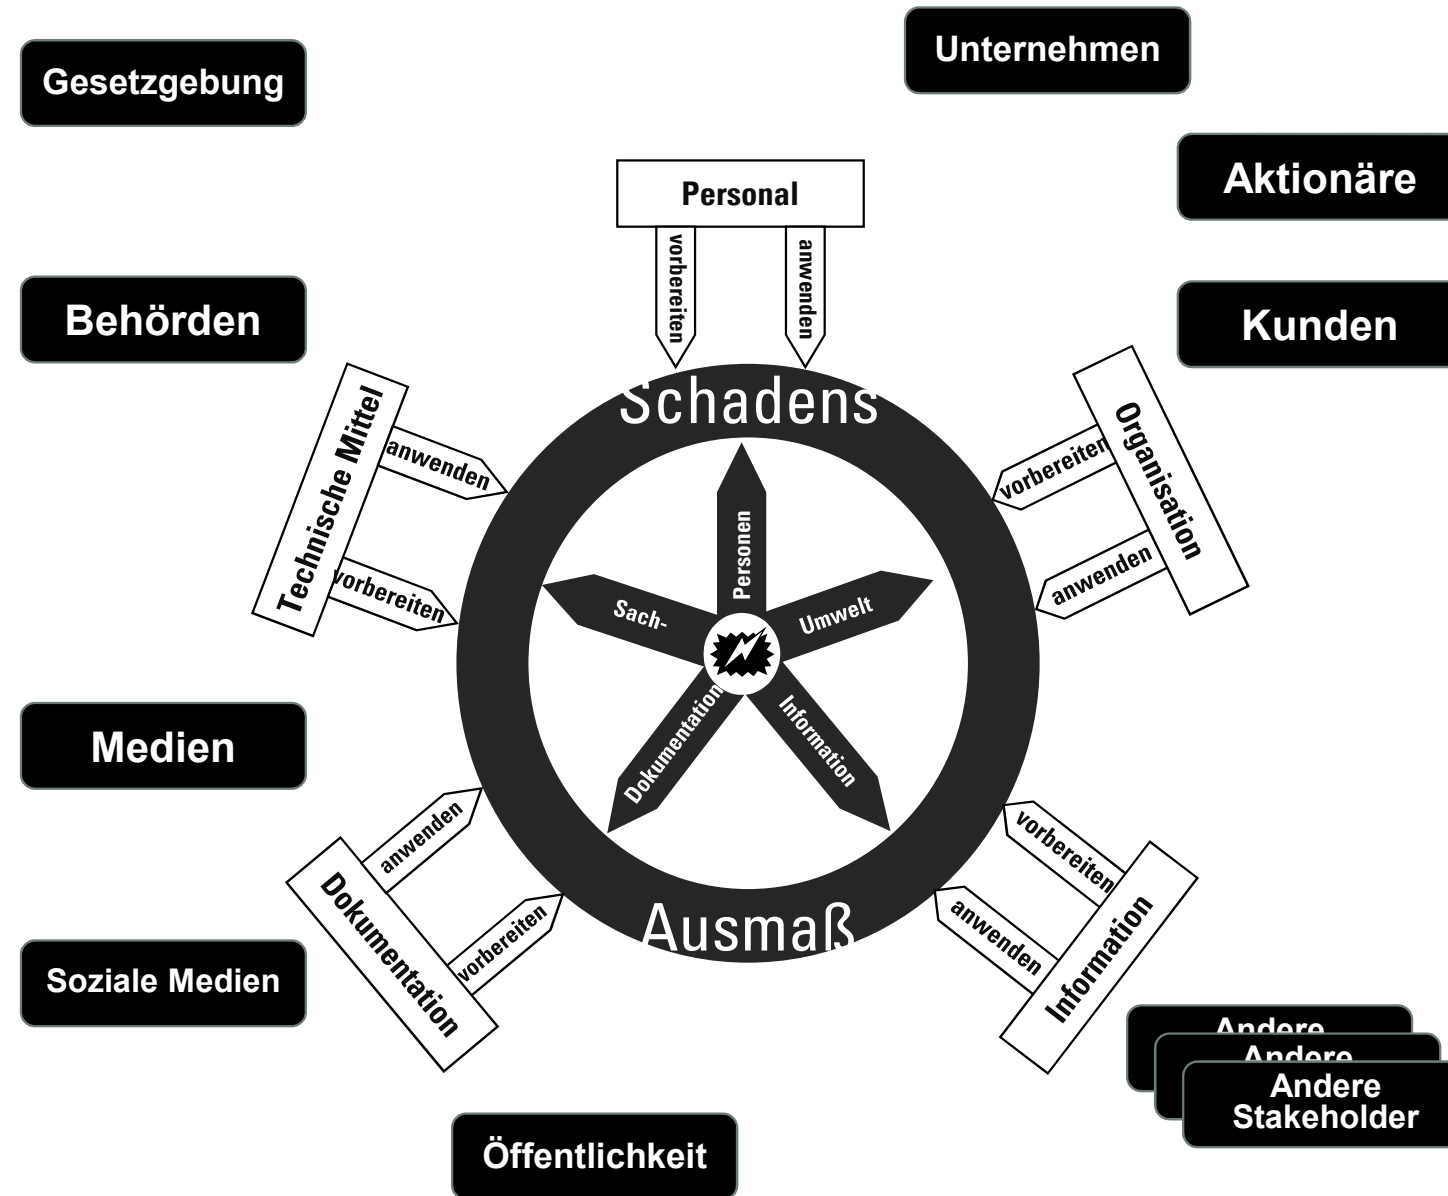 Unternehmen
Gesetzgebung
Aktionäre
Personal
vorbereiten
anwenden
Behörden
Kunden
Technische Mittel
anwenden
vorbereiten
Organisation
vorbereiten
anwenden
Schadens
Personen
Sach-
Umwelt
Dokumentation
Information
Ausmaß
Medien
Dokumentation
anwenden
vorbereiten
Information
vorbereiten
anwenden
Soziale Medien
Andere
Andere
Andere
Stakeholder
Öffentlichkeit